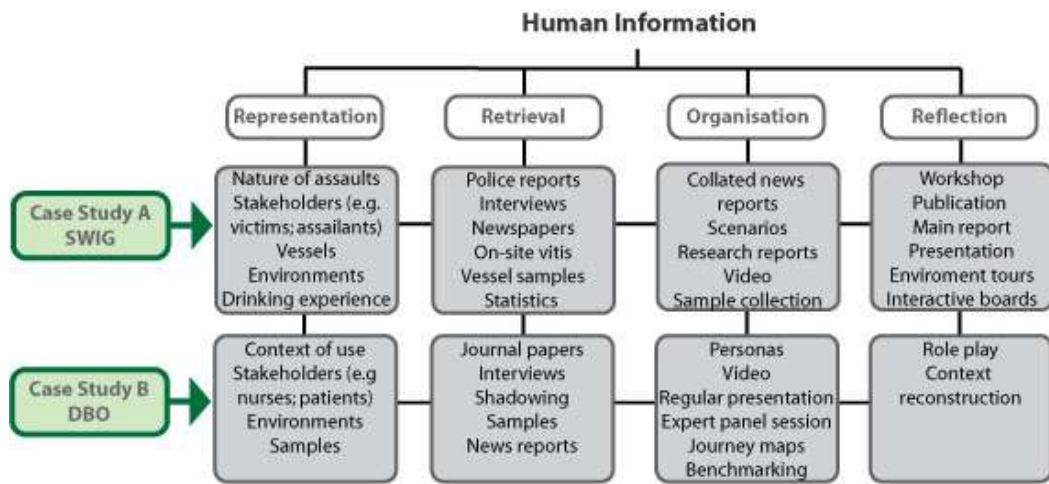 Human Information
Representation
Retrieval
Organisation
Reflection
Case Study A
SWIG
Nature of assaults
Stakeholders (e.g.
victims; assailants)
Vessels
Environments
Drinking experience
Police reports
Interviews
Newspapers
On-site vitis
Vessel samples
Statistics
Collated news
reports
Scenarios
Research reports
Video
Sample collection
Workshop
Publication
Main report
Presentation
Enviroment tours
Interactive boards
Case Study B
DBO
Context of use
Stakeholders (e.g
nurses; patients)
Environments
Samples
Journal papers
Interviews
Shadowing
Samples
News reports
Personas
Video
Regular presentation
Expert panel session
Journey maps
Benchmarking
Role play
Context
reconstruction